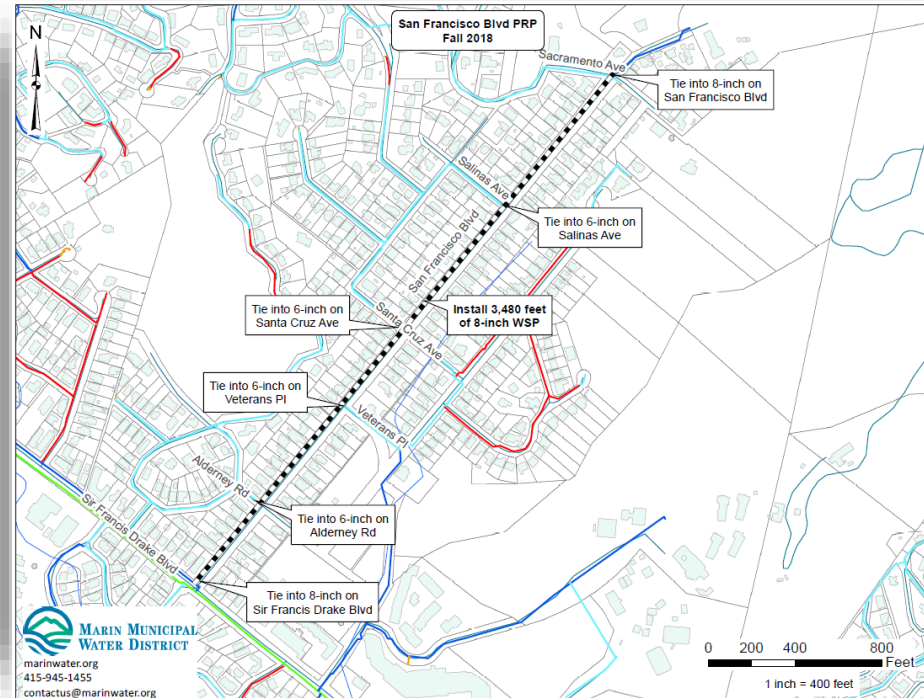 San Francisco Blvd PRP
Fall 2018
N
Sacramento Ave
Tie into 8-inch on
San Francisco Blvd
Salinas Ave
Tie into 6-inch on
Salinas Ave
San Francisco Blvd
Tie into 6-inch on
Santa Cruz Ave
Install 3,480 feet
of 8-inch WSP
Santa Cruz Ave
Tie into 6-inch on
Veterans Pl
Veterans Pl
Alderney Rd
Sir Francis Drake Blvd
Tie into 6-inch on
Alderney Rd
Tie into 8-inch on
Sir Francis Drake Blvd
MARIN MUNICIPAL
WATER DISTRICT
marinwater.org
415-945-1455
contactus@marinwater.org
0 200 400 800
Feet
1 inch = 400 feet